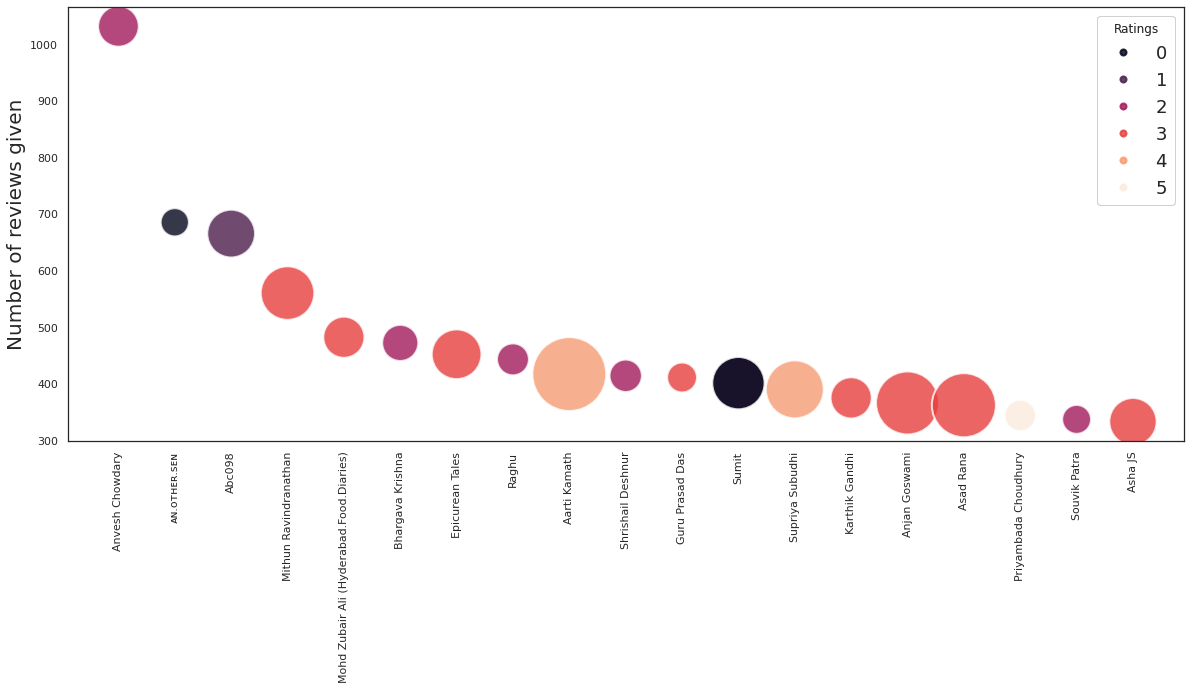 Number of reviews given
1000
900
800
700
600
500
400
300
Ratings
0
1
2
3
4
5
Anvesh Chowdary
ᴀɴ.ᴏᴛʜᴇʀ.sᴇɴ
Abc098
Mithun Ravindranathan
Mohd Zubair Ali (Hyderabad.Food.Diaries)
Bhargava Krishna
Epicurean Tales
Raghu
Aarti Kamath
Shrishail Deshnur
Guru Prasad Das
Sumit
Supriya Subudhi
Karthik Gandhi
Anjan Goswami
Asad Rana
Priyambada Choudhury
Souvik Patra
Asha JS